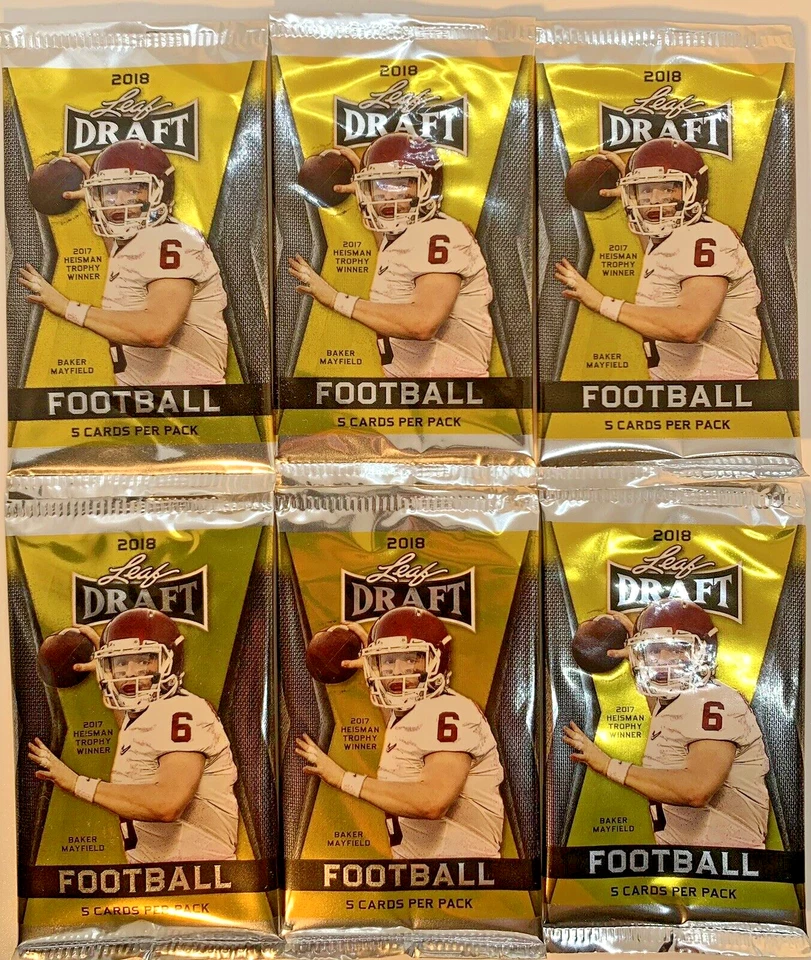 2018
Leaf
DRAFT
6
2017
HEISMAN
TROPHY
WINNER
BAKER
MAYFIELD
FOOTBALL
5 CARDS PER PACK
2018
Leaf
DRAFT
6
2017
HEISMAN
TROPHY
WINNER
BAKER
MAYFIELD
FOOTBALL
5 CARDS PER PACK
2018
Leaf
DRAFT
6
2017
HEISMAN
TROPHY
WINNER
BAKER
MAYFIELD
FOOTBALL
5 CARDS PER PACK
2018
Leaf
DRAFT
6
2017
HEISMAN
TROPHY
WINNER
BAKER
MAYFIELD
FOOTBALL
5 CARDS PER PACK
2018
Leaf
DRAFT
6
2017
HEISMAN
TROPHY
WINNER
BAKER
MAYFIELD
FOOTBALL
5 CARDS PER PACK
2018
Leaf
DRAFT
6
2017
HEISMAN
TROPHY
WINNER
BAKER
MAYFIELD
FOOTBALL
5 CARDS PER PACK